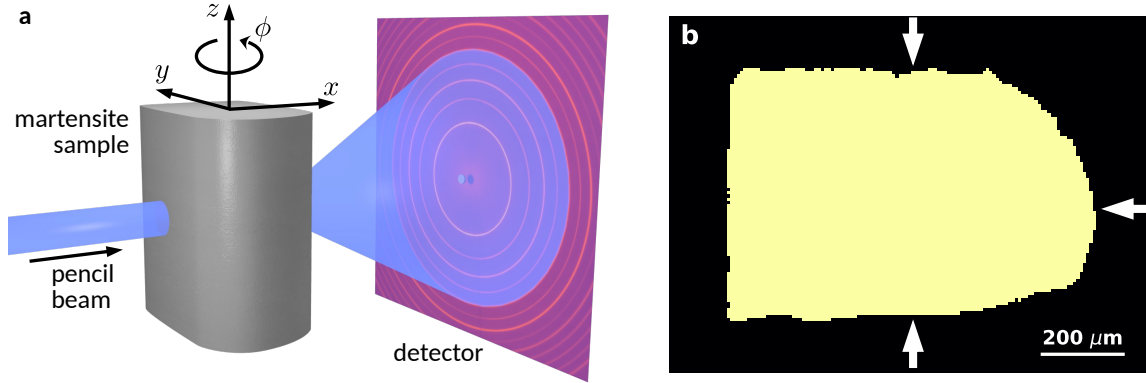 a
z
ϕ
y
x
martensite
sample
pencil
beam
detector
b
200 μm